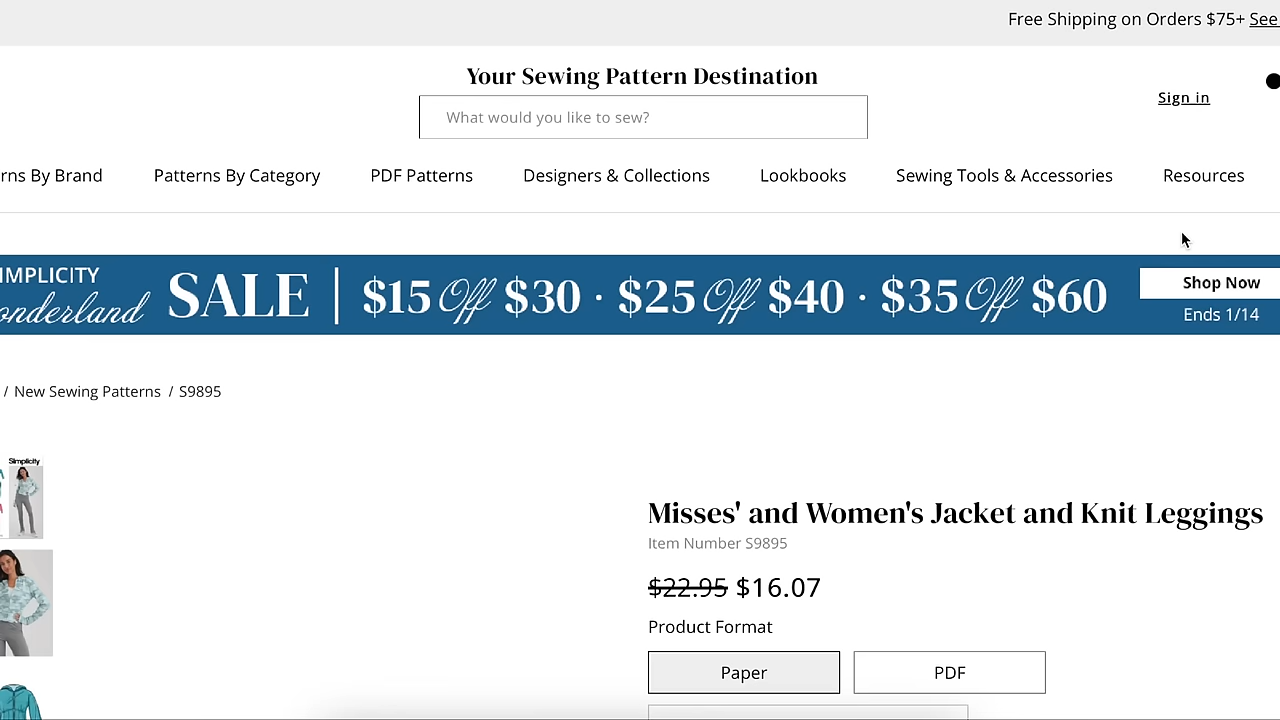 Free Shipping on Orders $75+ See
Your Sewing Pattern Destination
What would you like to sew?
Sign in
rns By Brand Patterns By Category PDF Patterns Designers & Collections Lookbooks Sewing Tools & Accessories Resources
IMPLICITY
onderland
SALE | $15 Off $30 · $25 Off $40 · $35 Off $60
Shop Now
Ends 1/14
/ New Sewing Patterns / S9895
Simplicity
Misses' and Women's Jacket and Knit Leggings
Item Number S9895
$22.95 $16.07
Product Format
Paper PDF